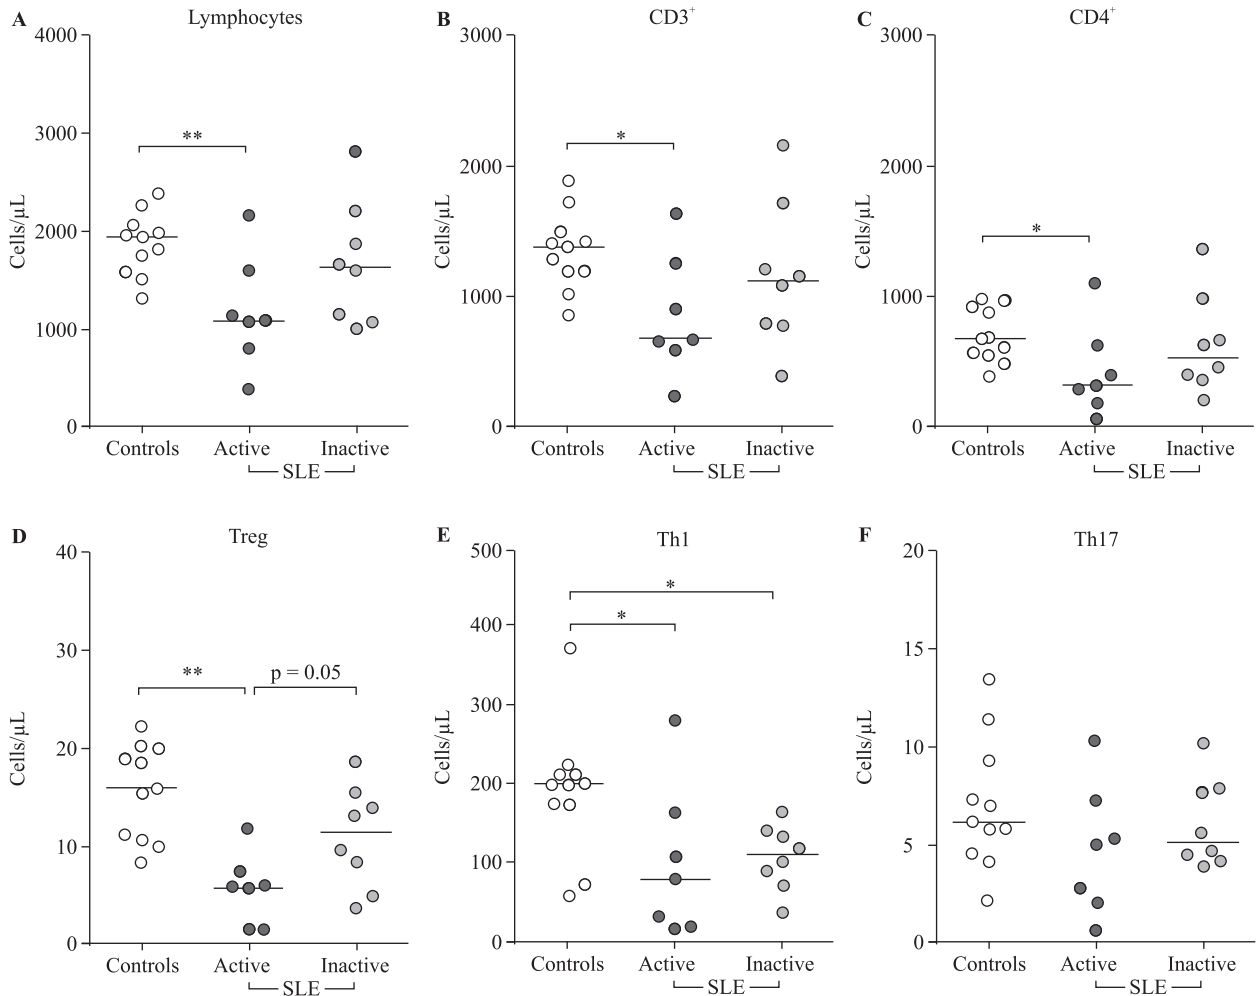 A Lymphocytes
4000
3000
2000
1000
0
Cells/µL
**
Controls Active Inactive
SLE
B CD3+
3000
2000
1000
0
Cells/µL
*
Controls Active Inactive
SLE
C CD4+
3000
2000
1000
0
Cells/µL
*
Controls Active Inactive
SLE
D Treg
40
30
20
10
0
Cells/µL
** p = 0.05
Controls Active Inactive
SLE
E Th1
500
400
300
200
100
0
Cells/µL
*
*
Controls Active Inactive
SLE
F Th17
20
15
10
5
0
Cells/µL
Controls Active Inactive
SLE